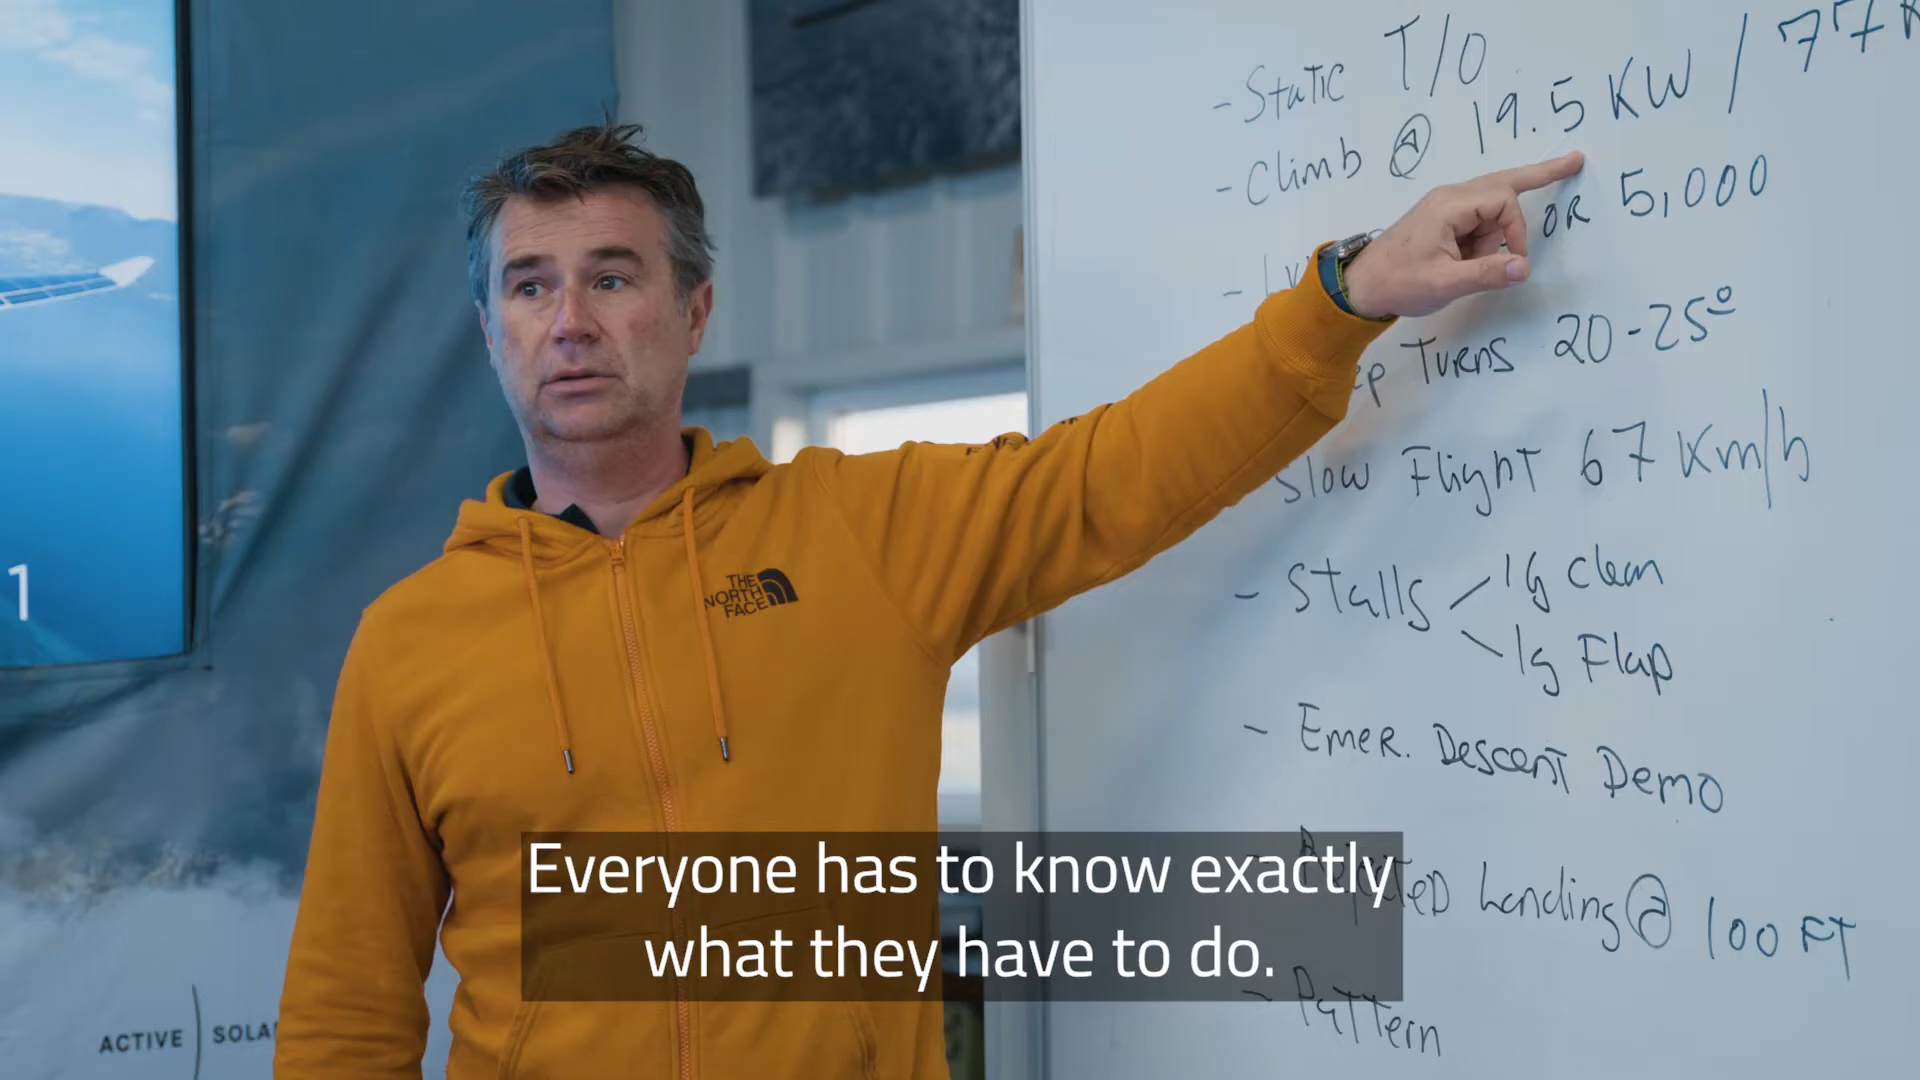 - Static T/O
- Climb @ 19.5 KW / 77
OR 5,000
Turns 20-25°
Slow Flight 67 Km/h
- Stalls
1g clean
1g Flap
- Emer. Descent Demo
- Rejected Landing @ 100 FT
- Pattern
THE
NORTH
FACE
1
ACTIVE SOLA
Everyone has to know exactly
what they have to do.